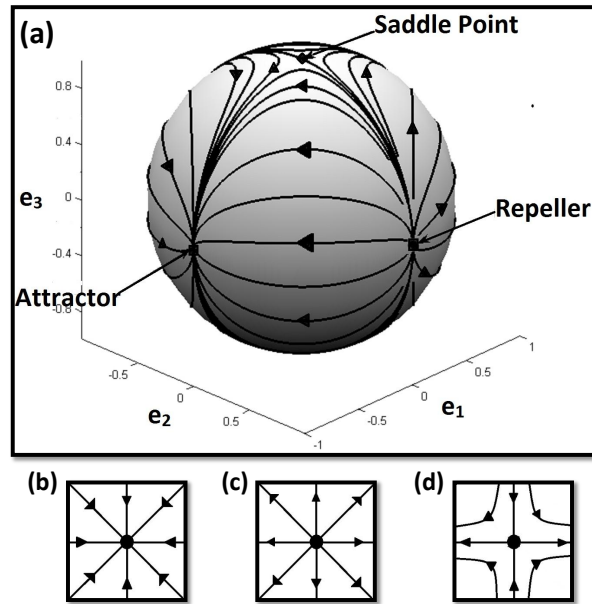 (a)
Saddle Point
0.8
0.4
e3
0
-0.4
-0.8
Repeller
Attractor
-0.5
0
0.5
-1
-0.5
0
0.5
1
e2
e1
(b)
(c)
(d)